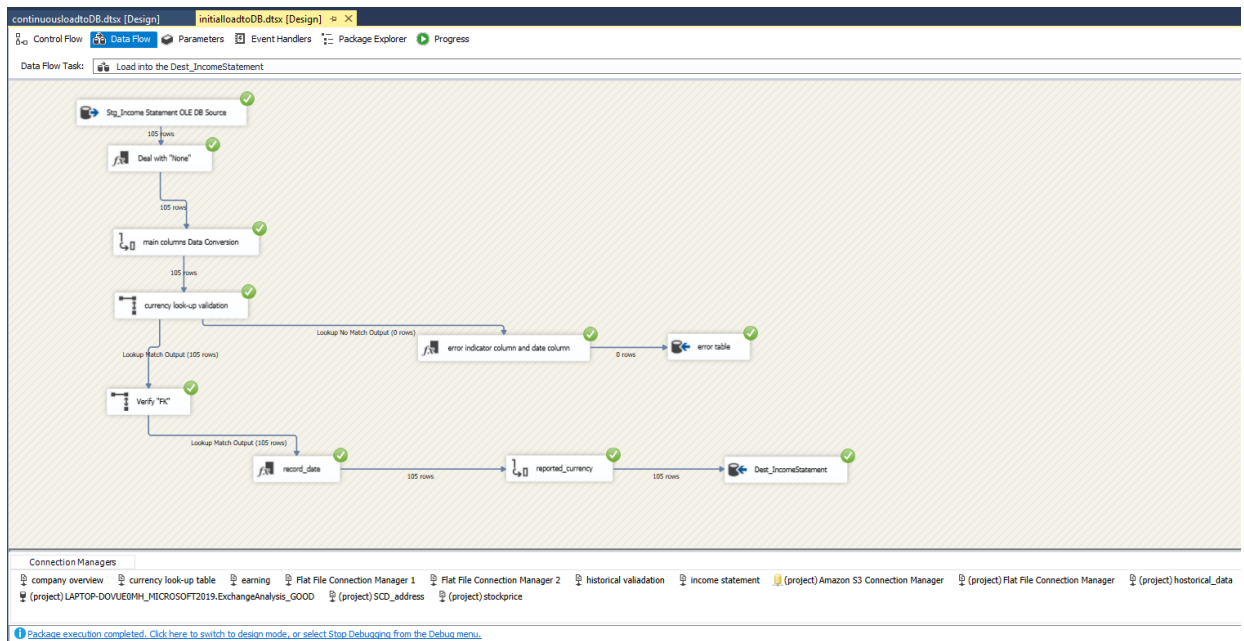 continuousloadtoDB.dtsx [Design] initialloadtoDB.dtsx [Design]
Control Flow Data Flow Parameters Event Handlers Package Explorer Progress
Data Flow Task: Load into the Dest_IncomeStatement
Stg_Income Statement OLE DB Source
105 rows
Deal with "None"
105 rows
main columns Data Conversion
105 rows
currency look-up validation
Lookup No Match Output (0 rows)
error indicator column and date column
0 rows
error table
Lookup Match Output (105 rows)
Verify "FK"
Lookup Match Output (105 rows)
record_date
105 rows
reported_currency
105 rows
Dest_IncomeStatement
Connection Managers
company overview currency look-up table earning Flat File Connection Manager 1 Flat File Connection Manager 2 historical valiadation income statement (project) Amazon S3 Connection Manager (project) Flat File Connection Manager (project) hostorical_data
(project) LAPTOP-DOVUE0MH_MICROSOFT2019.ExchangeAnalysis_GOOD (project) SCD_address (project) stockprice
Package execution completed. Click here to switch to design mode, or select Stop Debugging from the Debug menu.